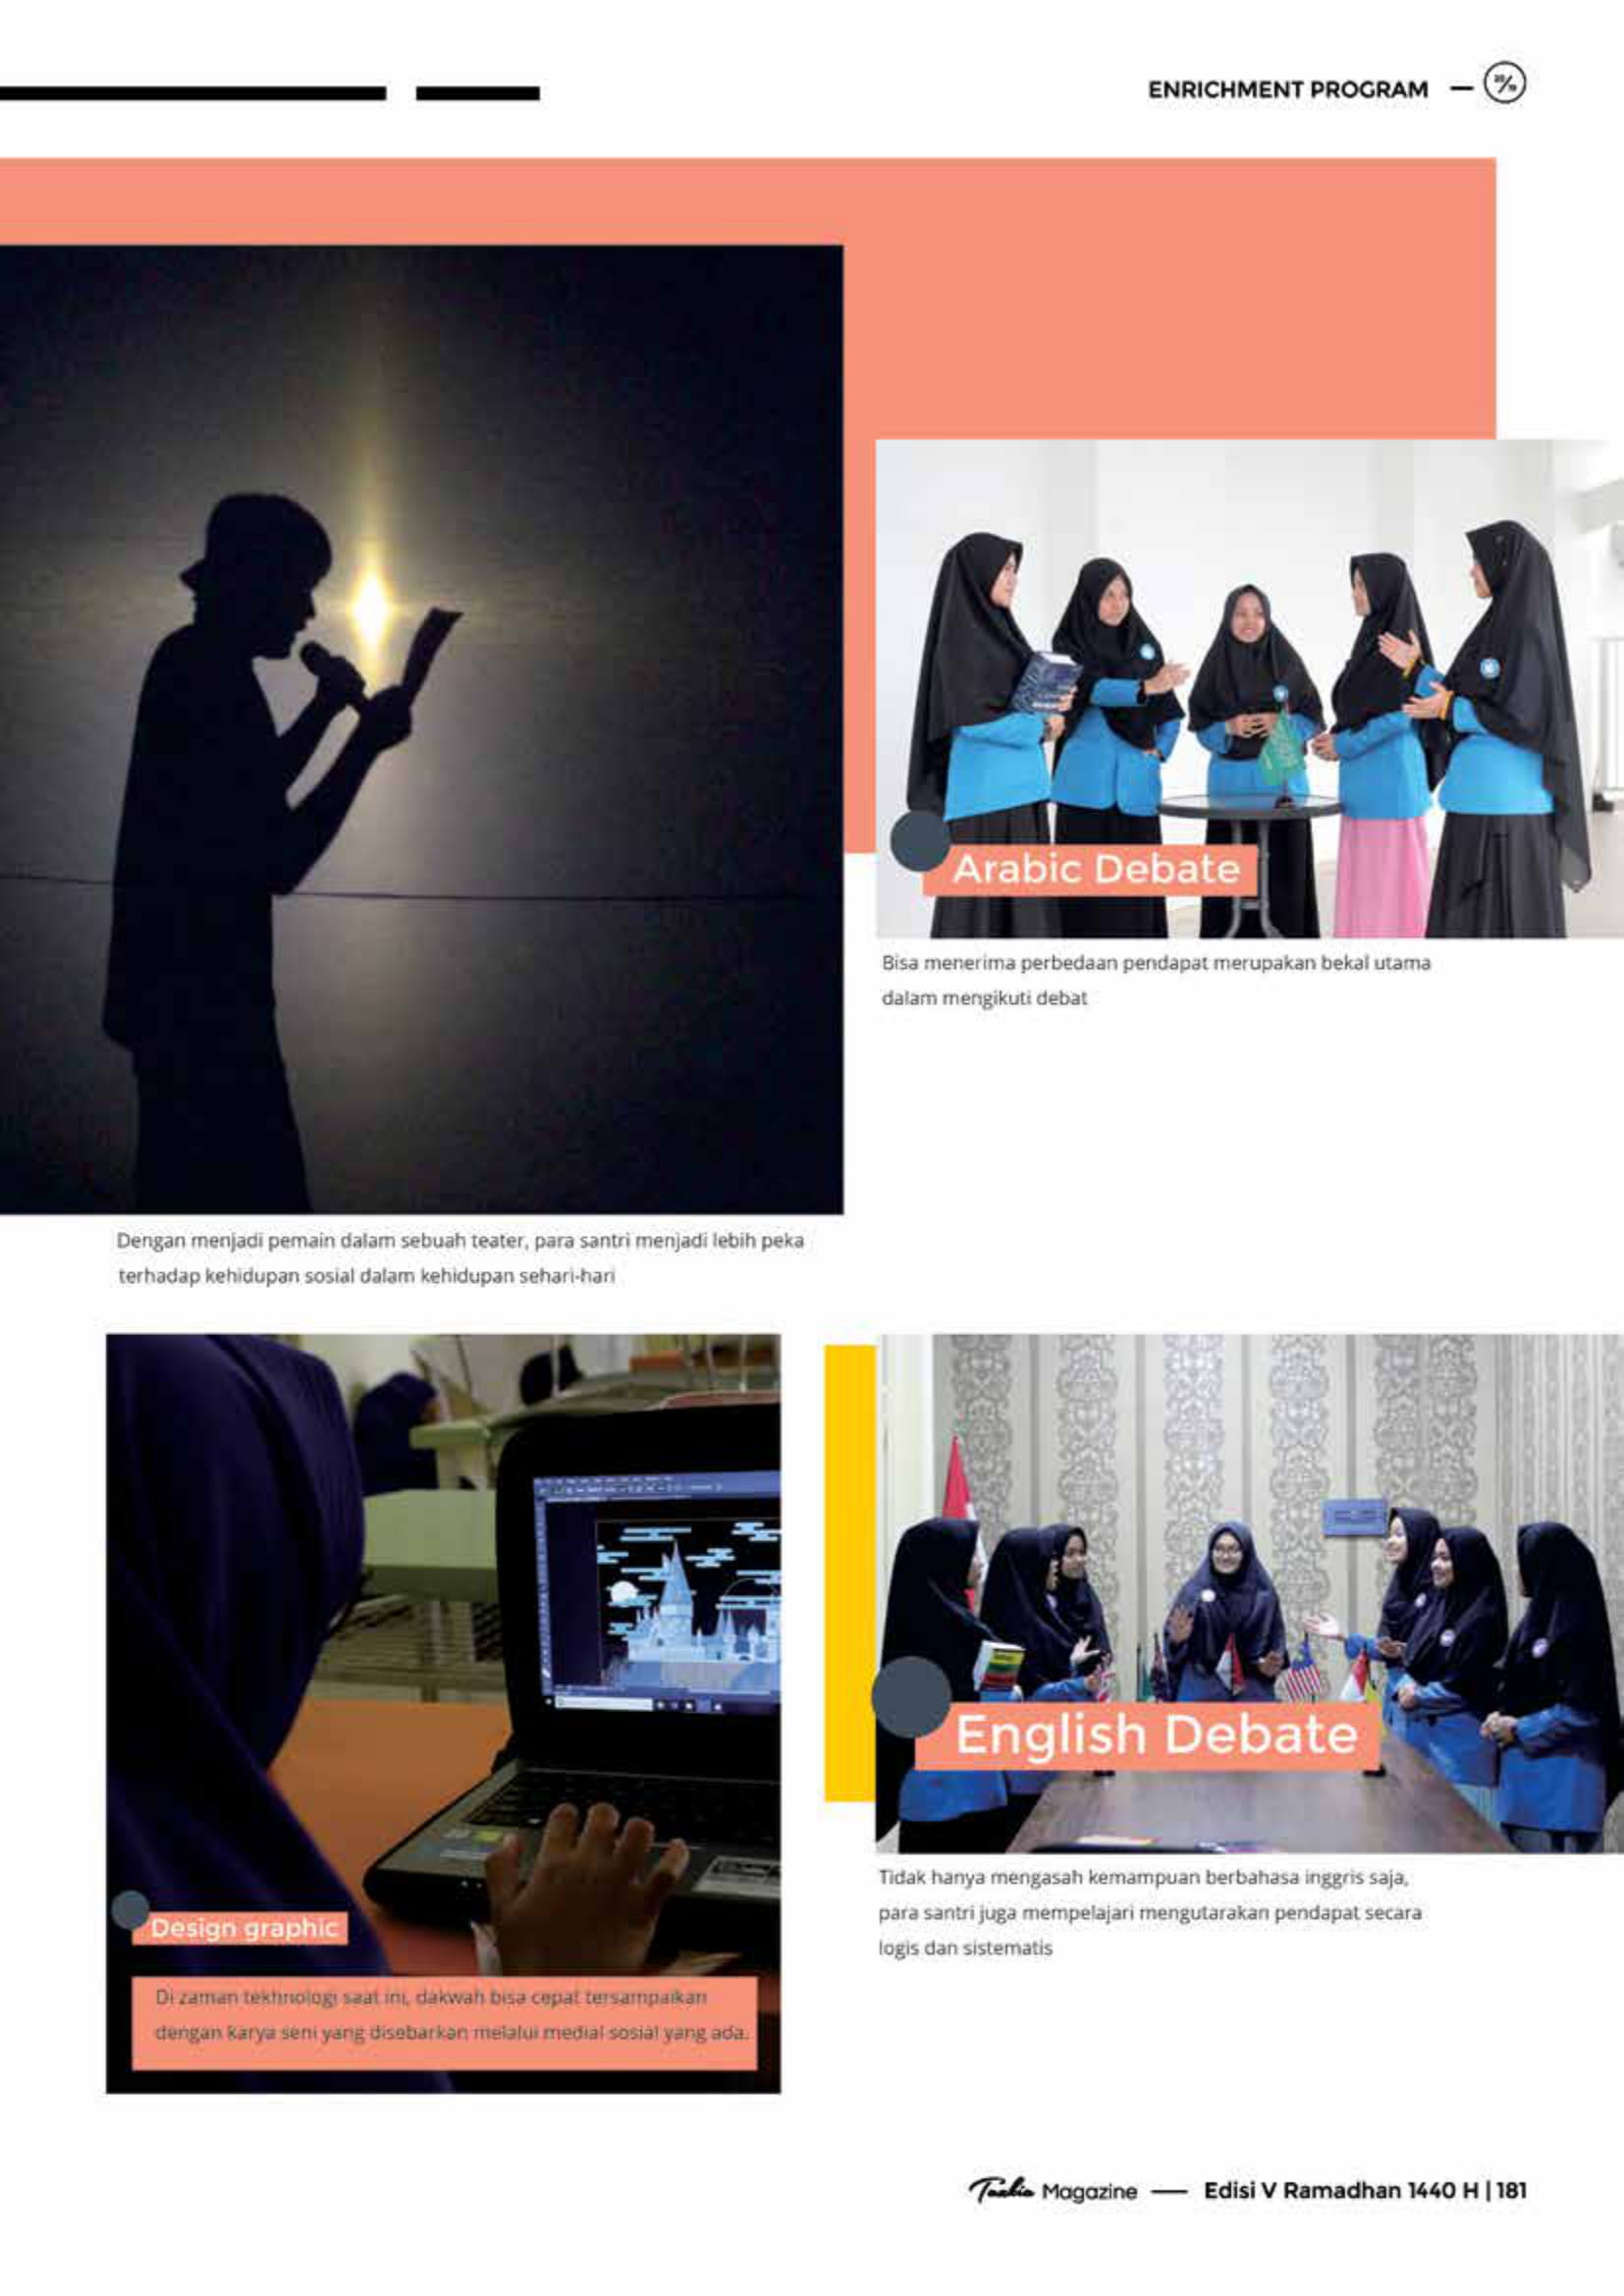 ENRICHMENT PROGRAM
Arabic Debate
Bisa menerima perbedaan pendapat merupakan bekal utama
dalam mengikuti debat
Dengan menjadi pemain dalam sebuah teater, para santri menjadi lebih peka
terhadap kehidupan sosial dalam kehidupan sehari-hari
Design graphic
Di zaman tekhnologi saat ini, dakwah bisa cepat tersampaikan
dengan karya seni yang disebarkan melalui medial sosial yang ada.
English Debate
Tidak hanya mengasah kemampuan berbahasa inggris saja,
para santri juga mempelajari mengutarakan pendapat secara
logis dan sistematis
Tazkia Magazine — Edisi V Ramadhan 1440 H | 181